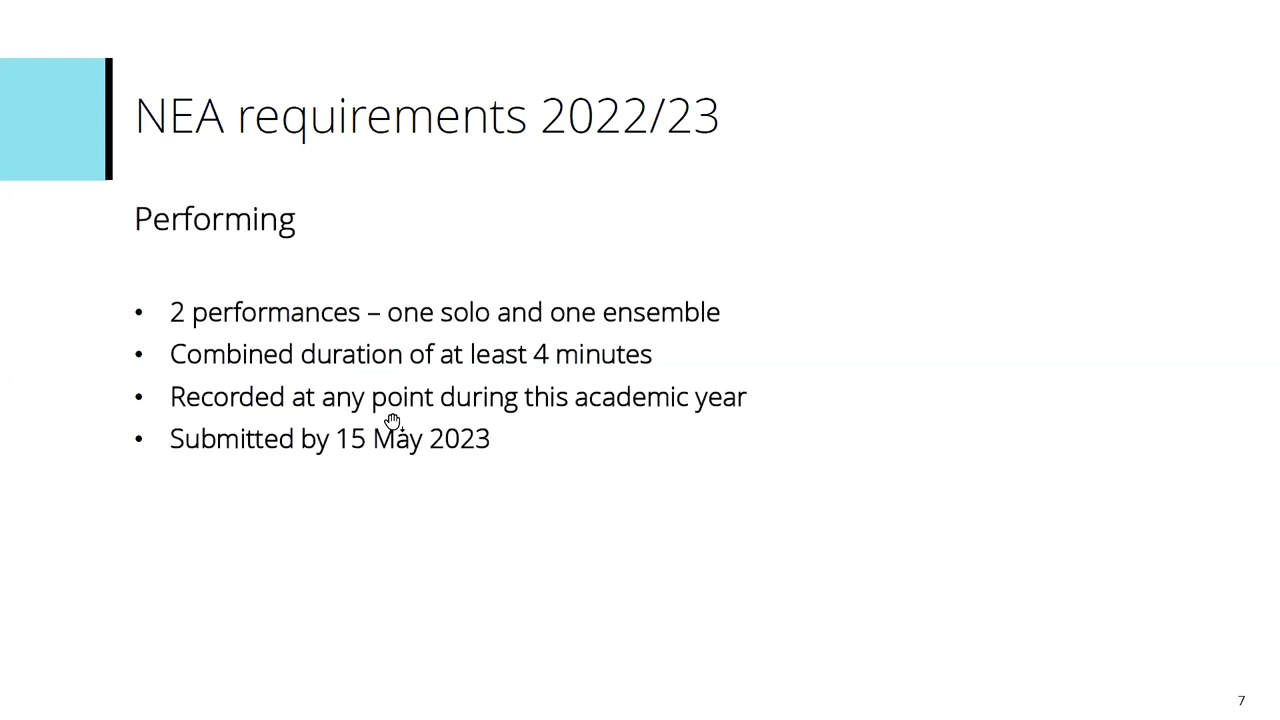 NEA requirements 2022/23
Performing
• 2 performances – one solo and one ensemble
• Combined duration of at least 4 minutes
• Recorded at any point during this academic year
• Submitted by 15 May 2023
7